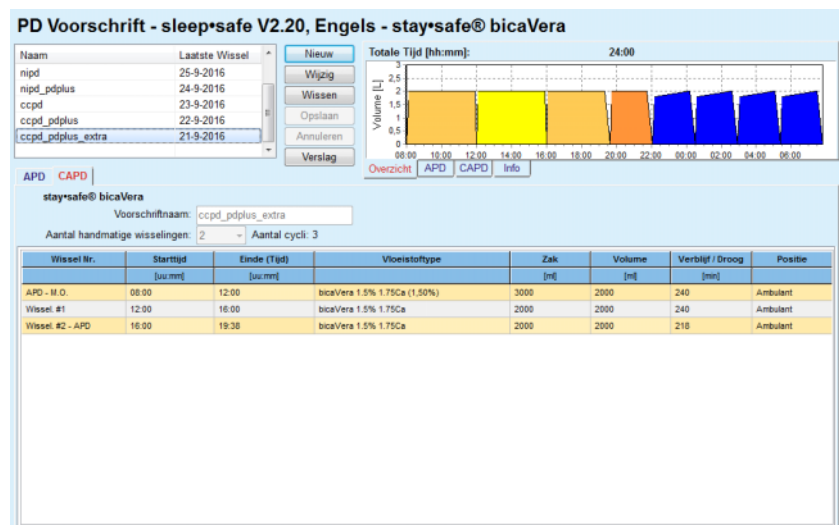 PD Voorschrift - sleep•safe V2.20, Engels - stay•safe® bicaVera
Naam Laatste Wissel
nipd 25-9-2016
nipd_pdplus 24-9-2016
ccpd 23-9-2016
ccpd_pdplus 22-9-2016
ccpd_pdplus_extra 21-9-2016
Nieuw
Wijzig
Wissen
Opslaan
Annuleren
Verslag
Totale Tijd [hh:mm]: 24:00
Volume [L]
3
2,5
2
1,5
1
0,5
0
08:00 10:00 12:00 14:00 16:00 18:00 20:00 22:00 00:00 02:00 04:00 06:00
Overzicht APD CAPD Info
APD CAPD
stay•safe® bicaVera
Voorschriftnaam: ccpd_pdplus_extra
Aantal handmatige wisselingen: 2 Aantal cycli: 3
Wissel Nr. Starttijd Einde (Tijd) Vloeistoftype Zak Volume Verblijf / Droog Positie
[uu:mm] [uu:mm] [ml] [ml] [min]
APD - M.O. 08:00 12:00 bicaVera 1.5% 1.75Ca (1,50%) 3000 2000 240 Ambulant
Wissel. #1 12:00 16:00 bicaVera 1.5% 1.75Ca 2000 2000 240 Ambulant
Wissel. #2 - APD 16:00 19:38 bicaVera 1.5% 1.75Ca 2000 2000 218 Ambulant